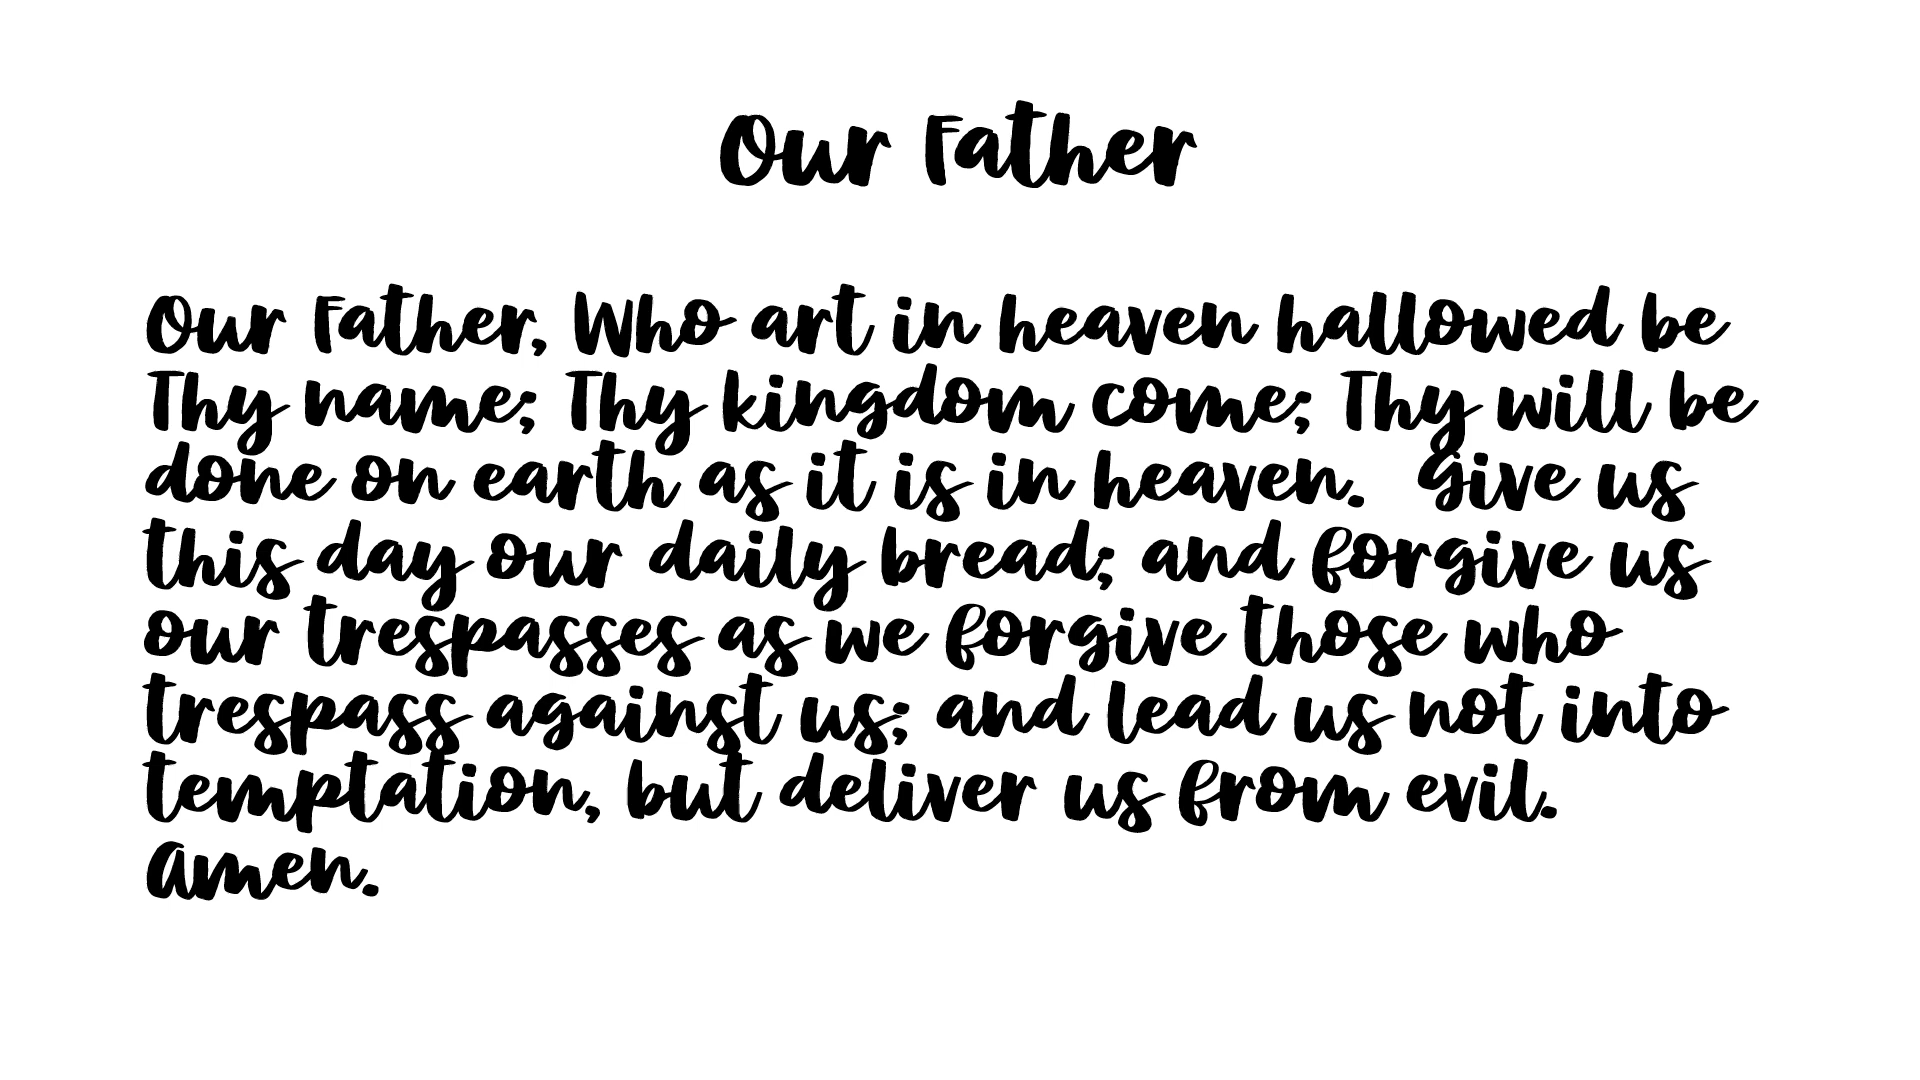 Our Father
Our Father, Who art in heaven hallowed be
Thy name; Thy kingdom come; Thy will be
done on earth as it is in heaven.   Give us
this day our daily bread; and forgive us
our trespasses as we forgive those who
trespass against us; and lead us not into
temptation, but deliver us from evil.
Amen.